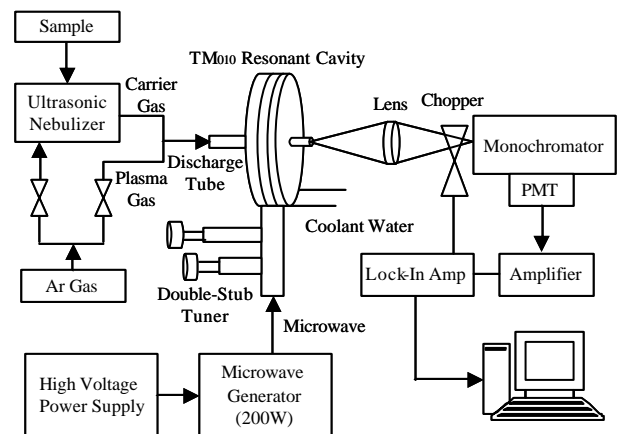 Sample
TM010 Resonant Cavity
Carrier
Gas
Ultrasonic
Nebulizer
Lens
Chopper
Monochromator
PMT
Discharge
Tube
Plasma
Gas
Coolant Water
Ar Gas
Double-Stub
Tuner
Lock-In Amp
Amplifier
Microwave
High Voltage
Power Supply
Microwave
Generator
(200W)